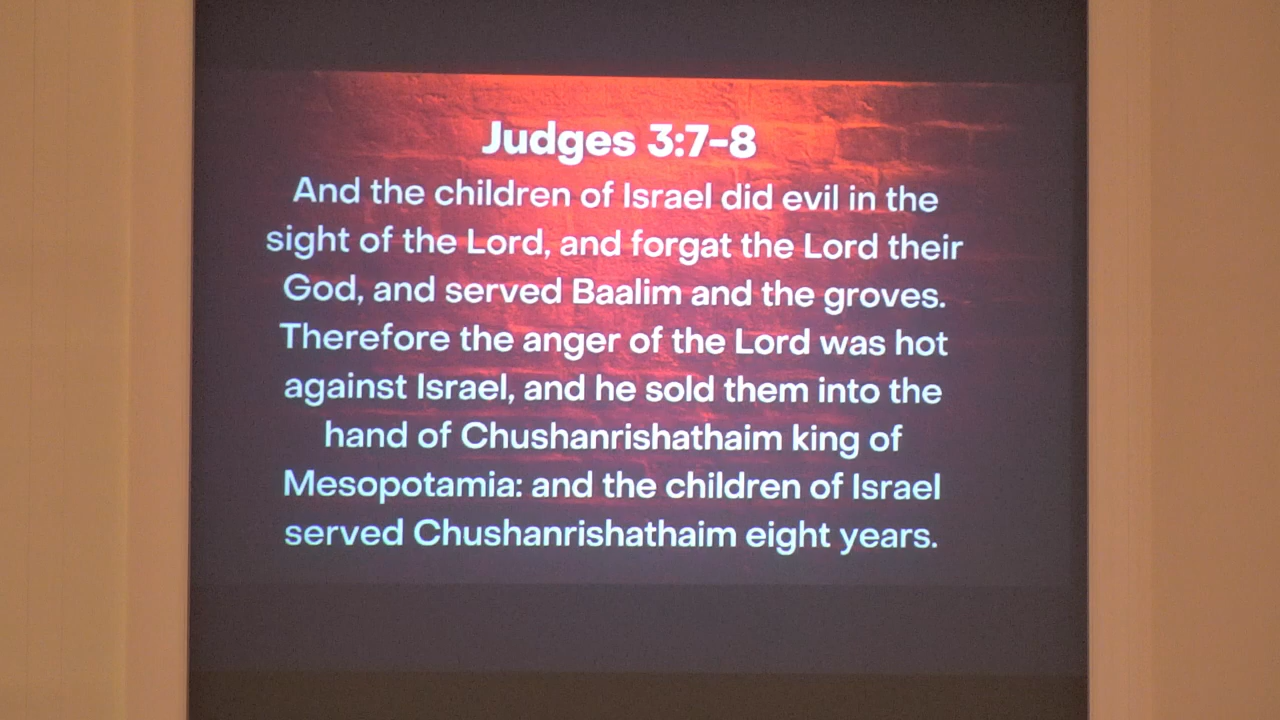 Judges 3:7-8
And the children of Israel did evil in the
sight of the Lord, and forgat the Lord their
God, and served Baalim and the groves.
Therefore the anger of the Lord was hot
against Israel, and he sold them into the
hand of Chushanrishathaim king of
Mesopotamia: and the children of Israel
served Chushanrishathaim eight years.